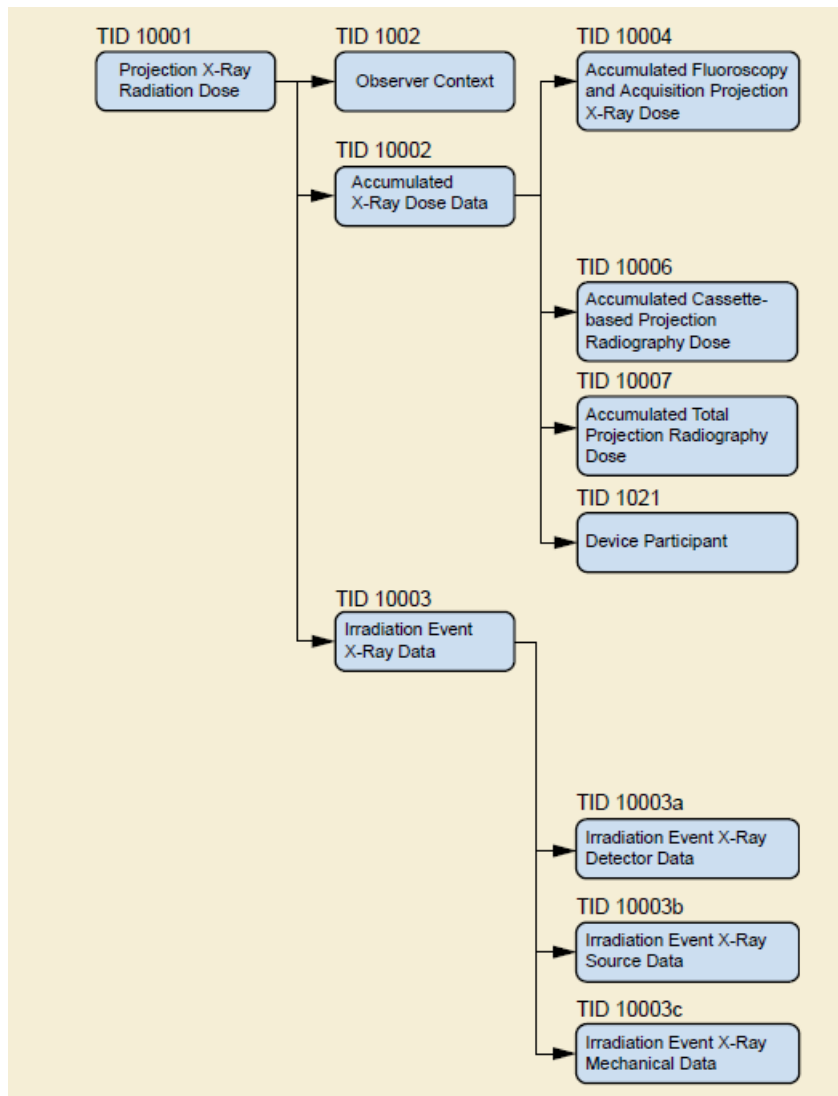 TID 10001
Projection X-Ray
Radiation Dose
TID 1002
Observer Context
TID 10002
Accumulated
X-Ray Dose Data
TID 10004
Accumulated Fluoroscopy
and Acquisition Projection
X-Ray Dose
TID 10006
Accumulated Cassette-
based Projection
Radiography Dose
TID 10007
Accumulated Total
Projection Radiography
Dose
TID 1021
Device Participant
TID 10003
Irradiation Event
X-Ray Data
TID 10003a
Irradiation Event X-Ray
Detector Data
TID 10003b
Irradiation Event X-Ray
Source Data
TID 10003c
Irradiation Event X-Ray
Mechanical Data